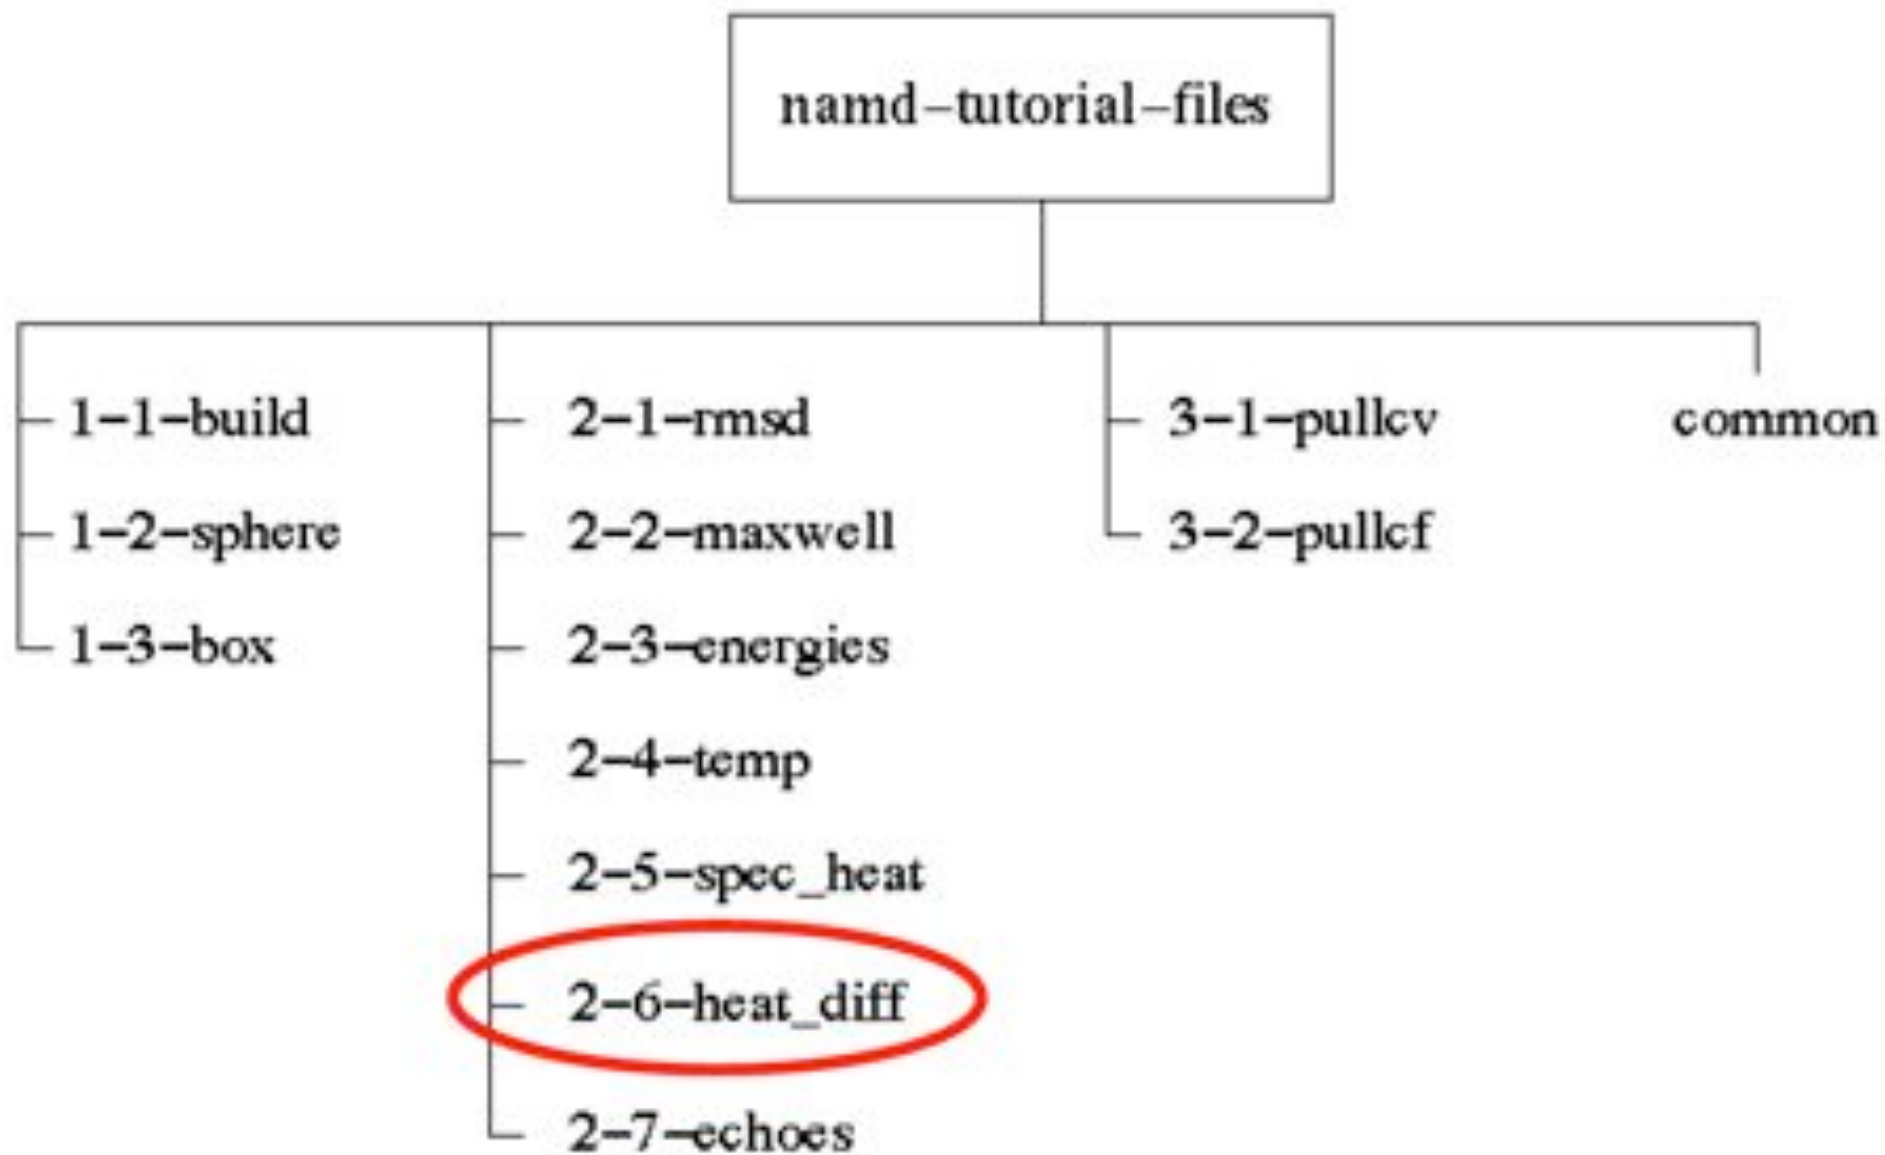 namd-tutorial-files
1-1-build
1-2-sphere
1-3-box
2-1-rmsd
2-2-maxwell
2-3-energies
2-4-temp
2-5-spec_heat
2-6-heat_diff
2-7-echoes
3-1-pullcv
3-2-pullcf
common